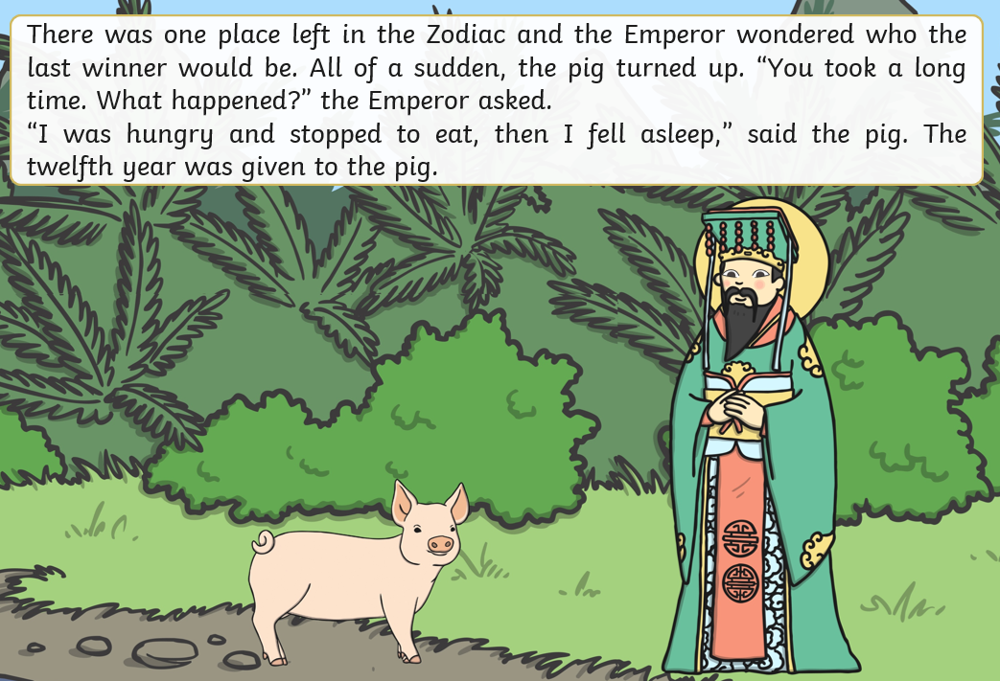 There was one place left in the Zodiac and the Emperor wondered who the
last winner would be. All of a sudden, the pig turned up. “You took a long
time. What happened?” the Emperor asked.
“I was hungry and stopped to eat, then I fell asleep,” said the pig. The
twelfth year was given to the pig.